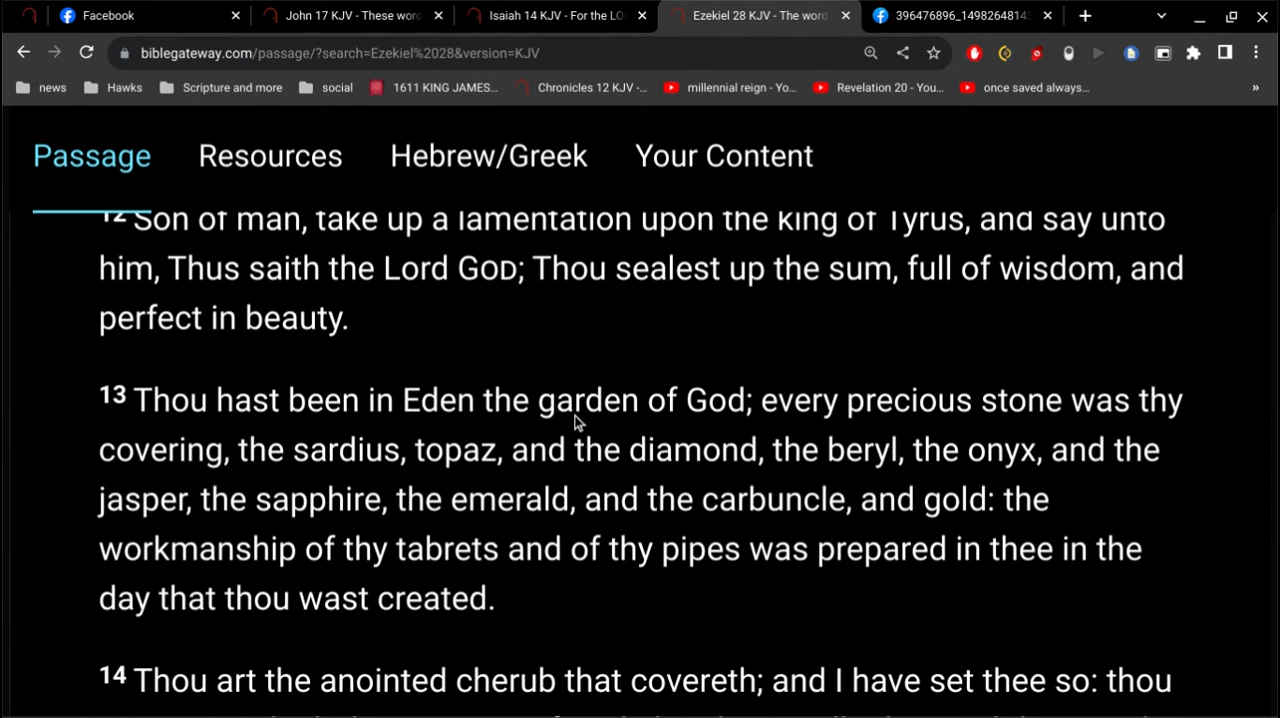 Facebook
John 17 KJV - These word
Isaiah 14 KJV - For the LO
Ezekiel 28 KJV - The word
396476896_14982648143
biblegateway.com/passage/?search=Ezekiel%2028&version=KJV
news
Hawks
Scripture and more
social
1611 KING JAMES...
Chronicles 12 KJV -...
millennial reign - Yo...
Revelation 20 - You...
once saved always...
»
Passage
Resources
Hebrew/Greek
Your Content
12 Son of man, take up a lamentation upon the king of Tyrus, and say unto
him, Thus saith the Lord GOD; Thou sealest up the sum, full of wisdom, and
perfect in beauty.
13 Thou hast been in Eden the garden of God; every precious stone was thy
covering, the sardius, topaz, and the diamond, the beryl, the onyx, and the
jasper, the sapphire, the emerald, and the carbuncle, and gold: the
workmanship of thy tabrets and of thy pipes was prepared in thee in the
day that thou wast created.
14 Thou art the anointed cherub that covereth; and I have set thee so: thou